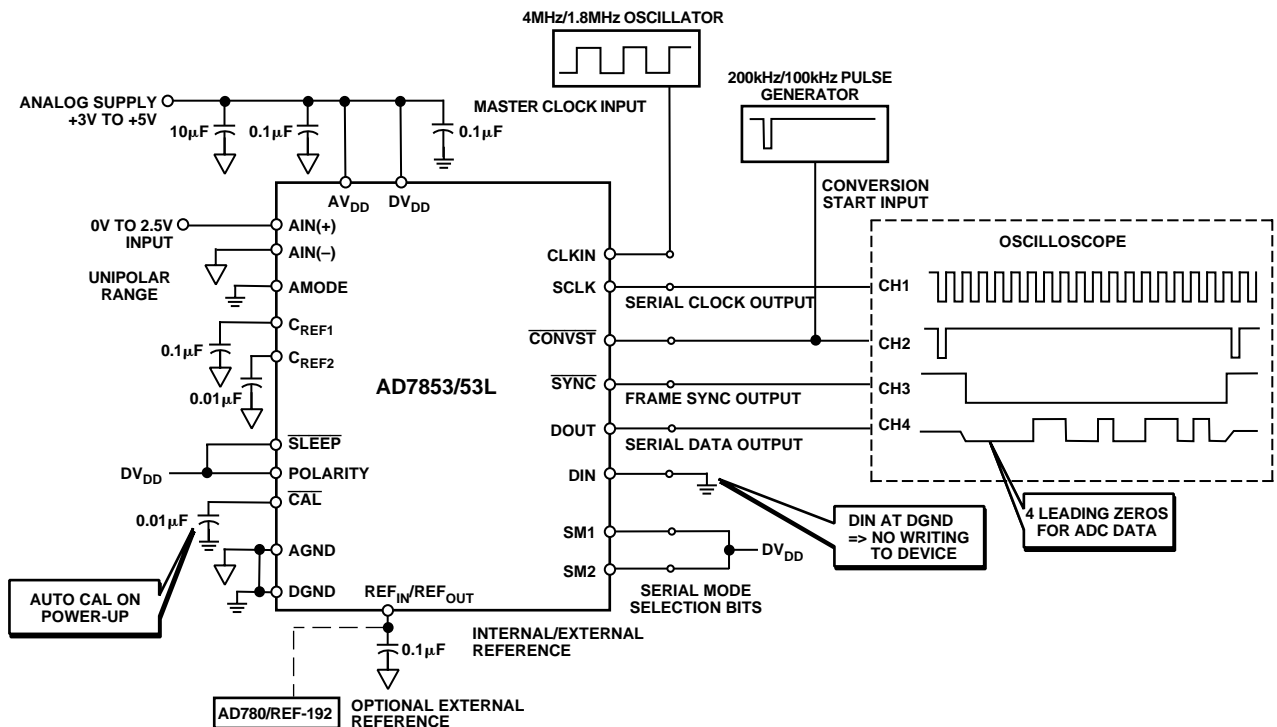 4MHz/1.8MHz OSCILLATOR
200kHz/100kHz PULSE
GENERATOR
ANALOG SUPPLY
+3V TO +5V
MASTER CLOCK INPUT
10µF
0.1µF
0.1µF
CONVERSION
START INPUT
AVDD
DVDD
0V TO 2.5V
INPUT
AIN(+)
AIN(–)
UNIPOLAR
RANGE
AMODE
CREF1
0.1µF
CREF2
0.01µF
AD7853/53L
SLEEP
DVDD
POLARITY
CAL
0.01µF
AGND
DGND
AUTO CAL ON
POWER-UP
REFIN/REFOUT
CLKIN
SCLK
SERIAL CLOCK OUTPUT
CONVST
SYNC
FRAME SYNC OUTPUT
DOUT
SERIAL DATA OUTPUT
DIN
SM1
SM2
DVDD
SERIAL MODE
SELECTION BITS
OSCILLOSCOPE
CH1
CH2
CH3
CH4
4 LEADING ZEROS
FOR ADC DATA
DIN AT DGND
=> NO WRITING
TO DEVICE
INTERNAL/EXTERNAL
REFERENCE
0.1µF
AD780/REF-192
OPTIONAL EXTERNAL
REFERENCE